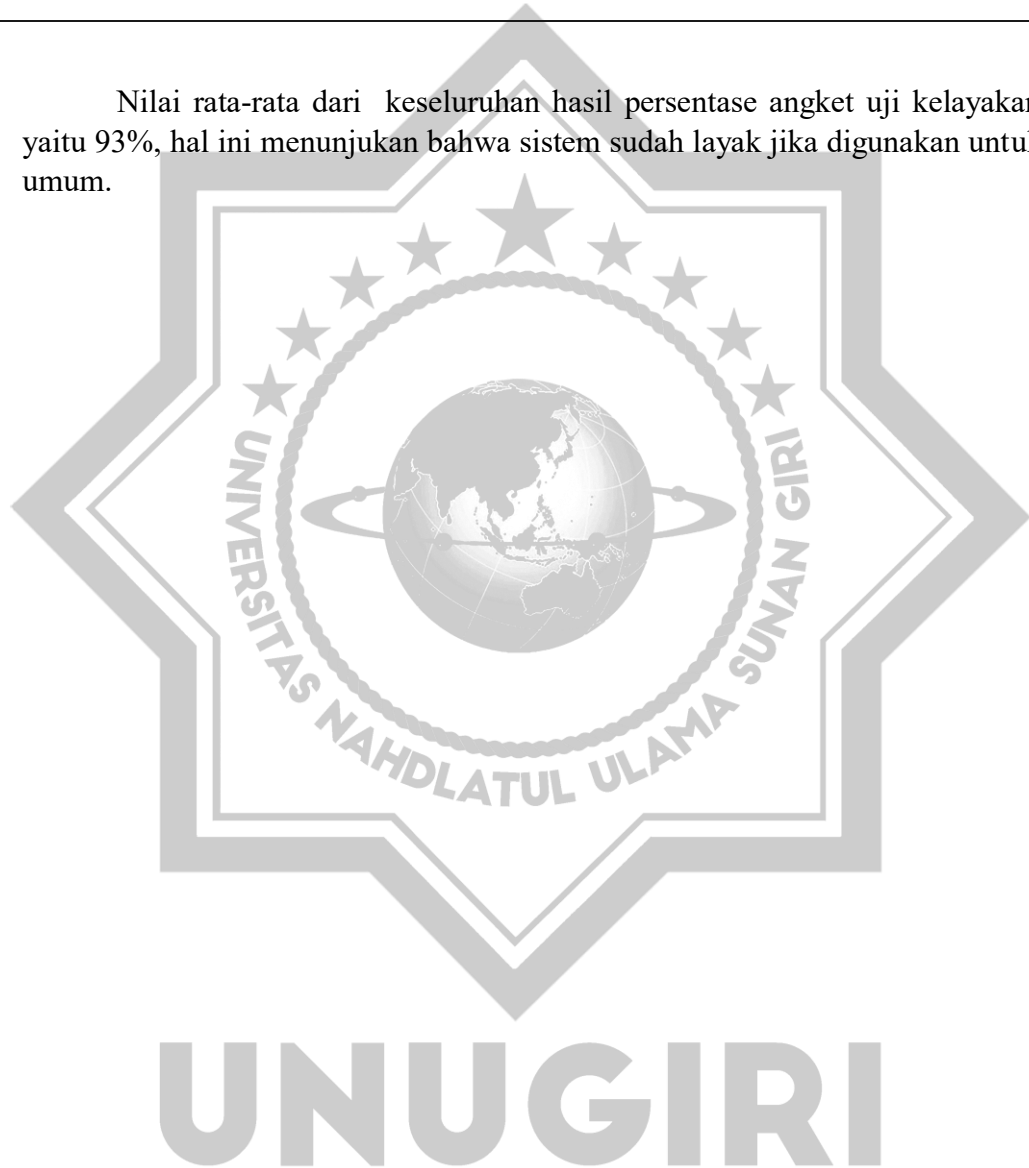 Nilai rata-rata dari keseluruhan hasil persentase angket uji kelayakan
yaitu 93%, hal ini menunjukan bahwa sistem sudah layak jika digunakan untuk
umum.
UNIVERSITAS NAHDLATUL ULAMA SUNAN GIRI
UNUGIRI